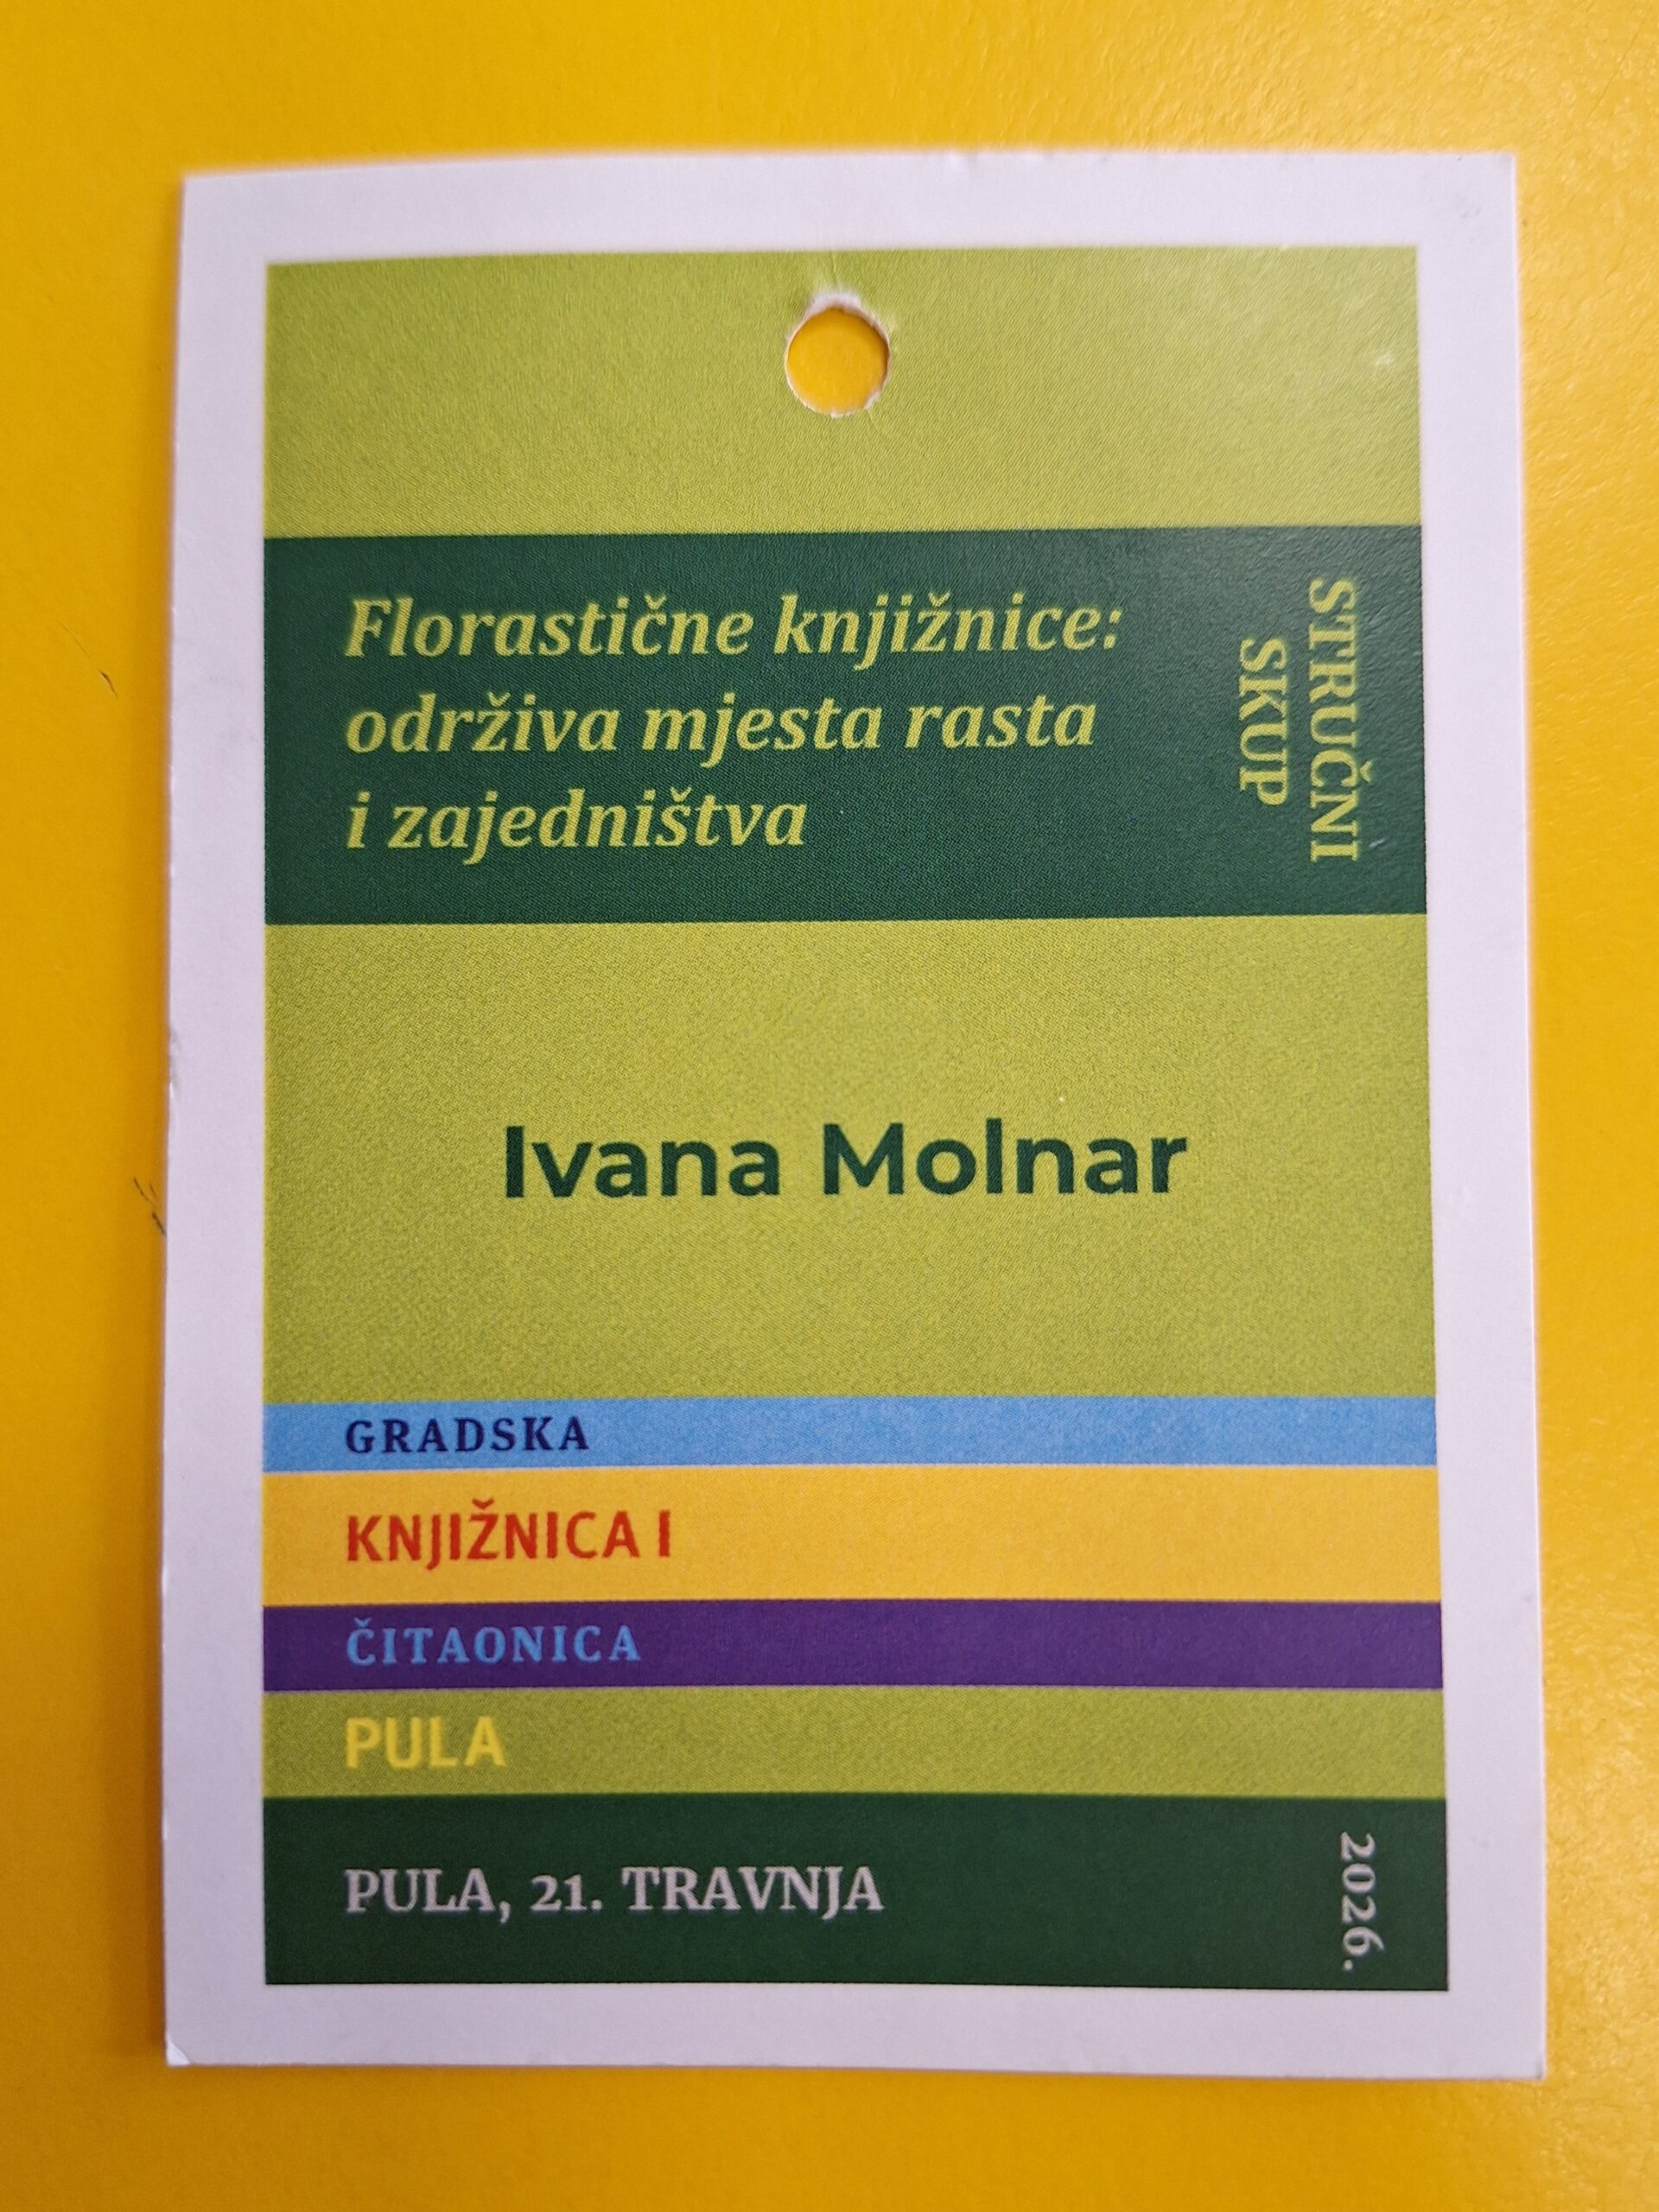 Florastične knjižnice:
održiva mjesta rasta
i zajedništva
STRUČNI
SKUP
Ivana Molnar
GRADSKA
KNJIŽNICA I
ČITAONICA
PULA
PULA, 21. TRAVNJA
2026.